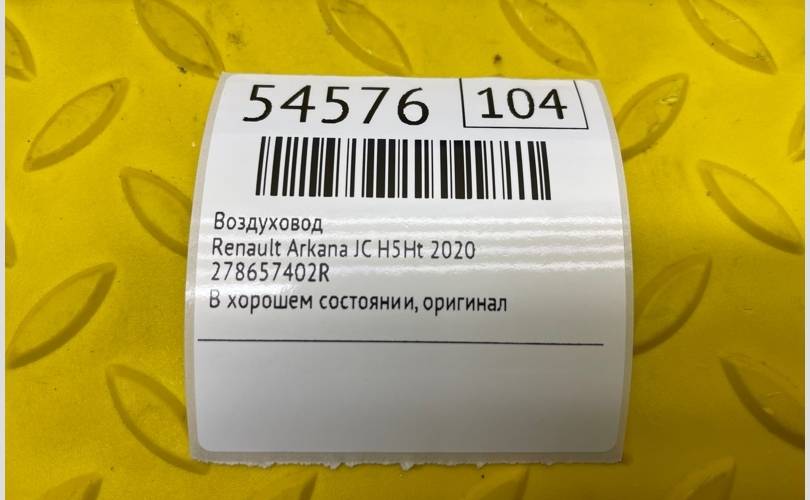 54576 104
Воздуховод
Renault Arkana JC H5Ht 2020
278657402R
В хорошем состоянии, оригинал